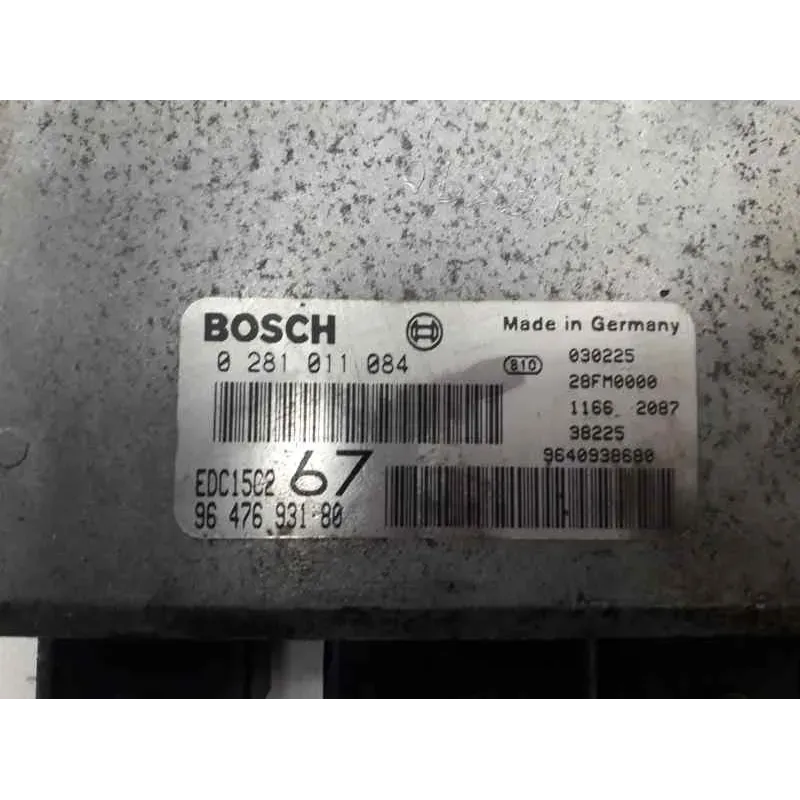 BOSCH
Made in Germany
0 281 011 084
810
030225
28FM0000
1166 2087
38225
9640938680
EDC15C2 67
96 476 931 80